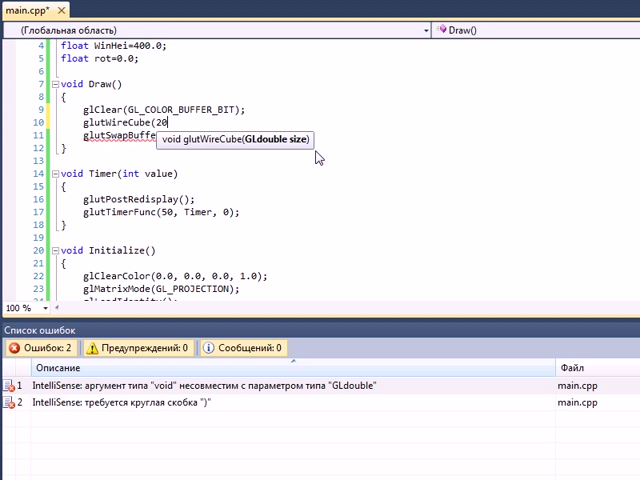 main.cpp*
(Глобальная область)
Draw()
4 float WinHei=400.0;
5 float rot=0.0;
6
7 void Draw()
8 {
9 glClear(GL_COLOR_BUFFER_BIT);
10 glutWireCube(20
11 glutSwapBuffe
void glutWireCube(GLdouble size)
12 }
13
14 void Timer(int value)
15 {
16 glutPostRedisplay();
17 glutTimerFunc(50, Timer, 0);
18 }
19
20 void Initialize()
21 {
22 glClearColor(0.0, 0.0, 0.0, 1.0);
23 glMatrixMode(GL_PROJECTION);
24 glLoadIdentity();
100 %
Список ошибок
Ошибок: 2
Предупреждений: 0
Сообщений: 0
Описание
Файл
1 IntelliSense: аргумент типа "void" несовместим с параметром типа "GLdouble" main.cpp
2 IntelliSense: требуется круглая скобка ")" main.cpp